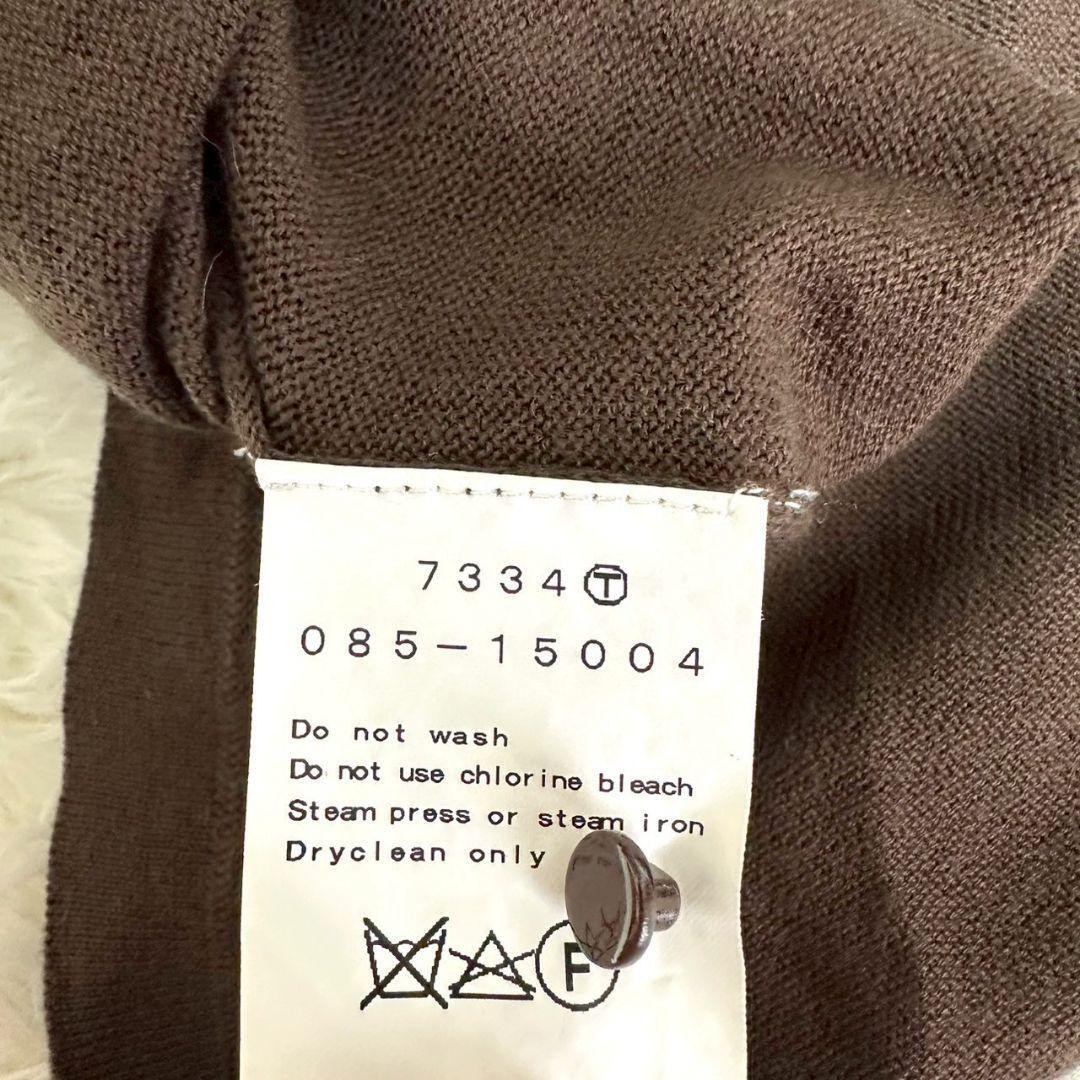 7334Ⓣ
085-15004
Do not wash
Do not use chlorine bleach
Steam press or steam iron
Dryclean only
F